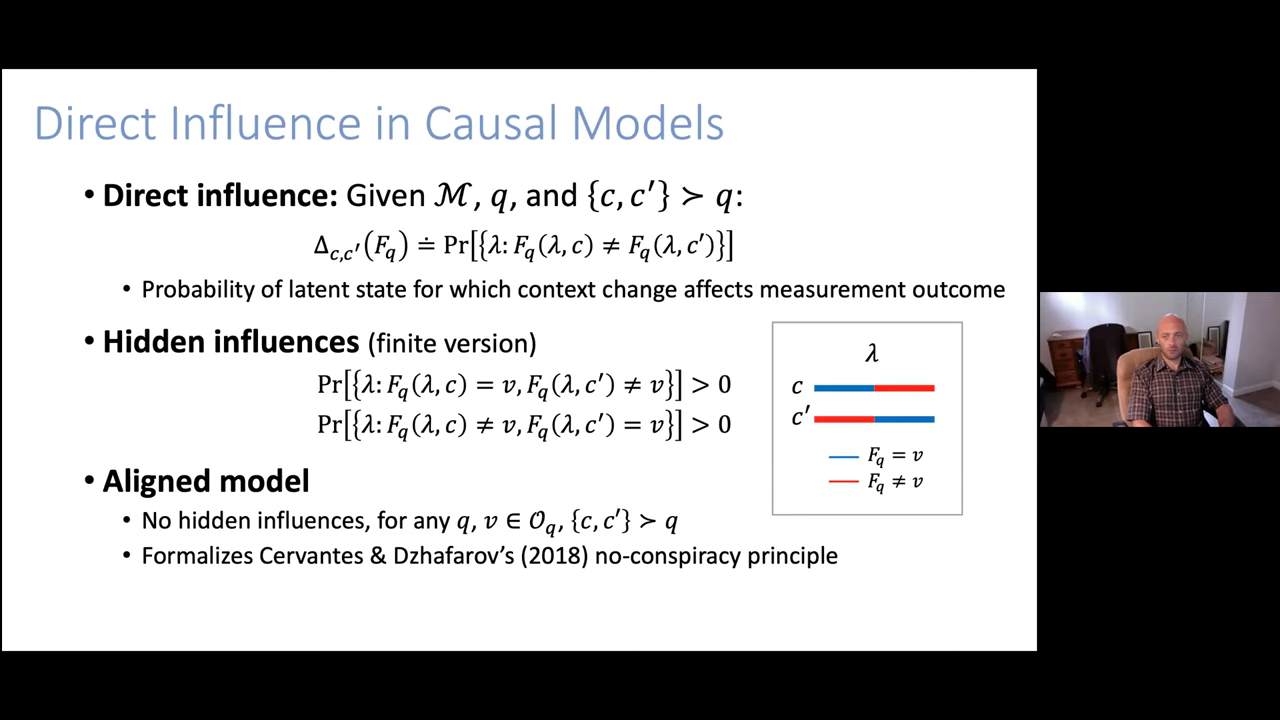 Direct Influence in Causal Models
• Direct influence: Given ℳ, q, and {c, c′} ≻ q:
Δ_{c,c′}(F_q) ≐ Pr[{λ: F_q(λ, c) ≠ F_q(λ, c′)}]
• Probability of latent state for which context change affects measurement outcome
• Hidden influences (finite version)
Pr[{λ: F_q(λ, c) = v, F_q(λ, c′) ≠ v}] > 0
Pr[{λ: F_q(λ, c) ≠ v, F_q(λ, c′) = v}] > 0
λ
c
c′
F_q = v
F_q ≠ v
• Aligned model
• No hidden influences, for any q, v ∈ 𝒪_q, {c, c′} ≻ q
• Formalizes Cervantes & Dzhafarov’s (2018) no-conspiracy principle